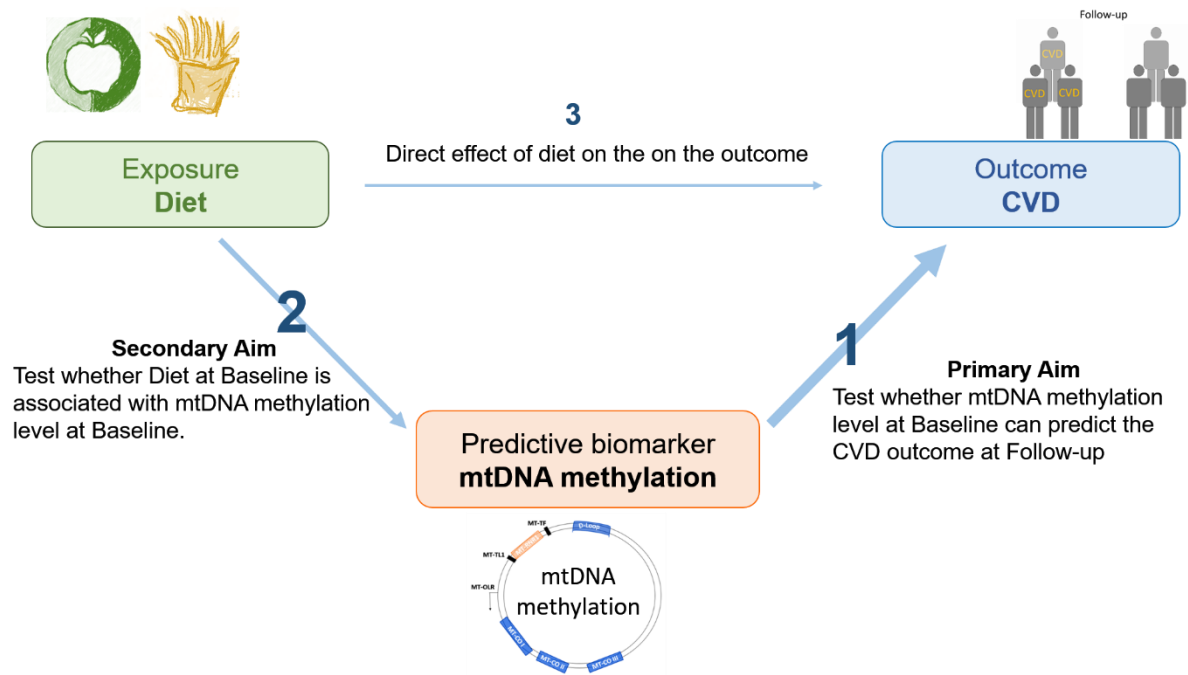 Follow-up
CVD
CVD
CVD
3
Direct effect of diet on the on the outcome
Exposure
Diet
Outcome
CVD
2
Secondary Aim
Test whether Diet at Baseline is
associated with mtDNA methylation
level at Baseline.
1
Primary Aim
Test whether mtDNA methylation
level at Baseline can predict the
CVD outcome at Follow-up
Predictive biomarker
mtDNA methylation
MT-TF
D-Loop
MT-TL1
MT-OLR
mtDNA
methylation
MT-CO I
MT-CO II
MT-CO III